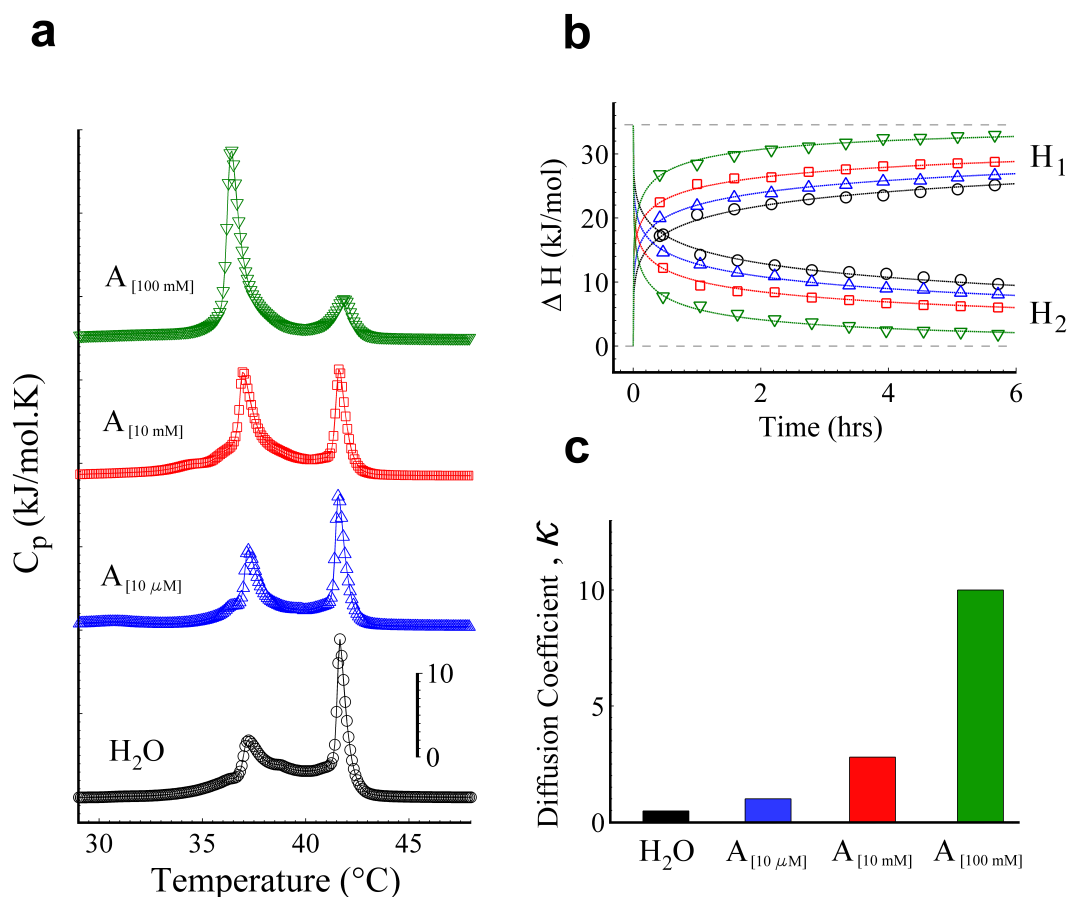 a
A [100 mM]
A [10 mM]
A [10 μM]
H₂O
10
0
C_p (kJ/mol.K)
30 35 40 45
Temperature (°C)
b
30
20
10
0
Δ H (kJ/mol)
H₁
H₂
0 2 4 6
Time (hrs)
c
10
5
0
Diffusion Coefficient , κ
H₂O A [10 μM] A [10 mM] A [100 mM]